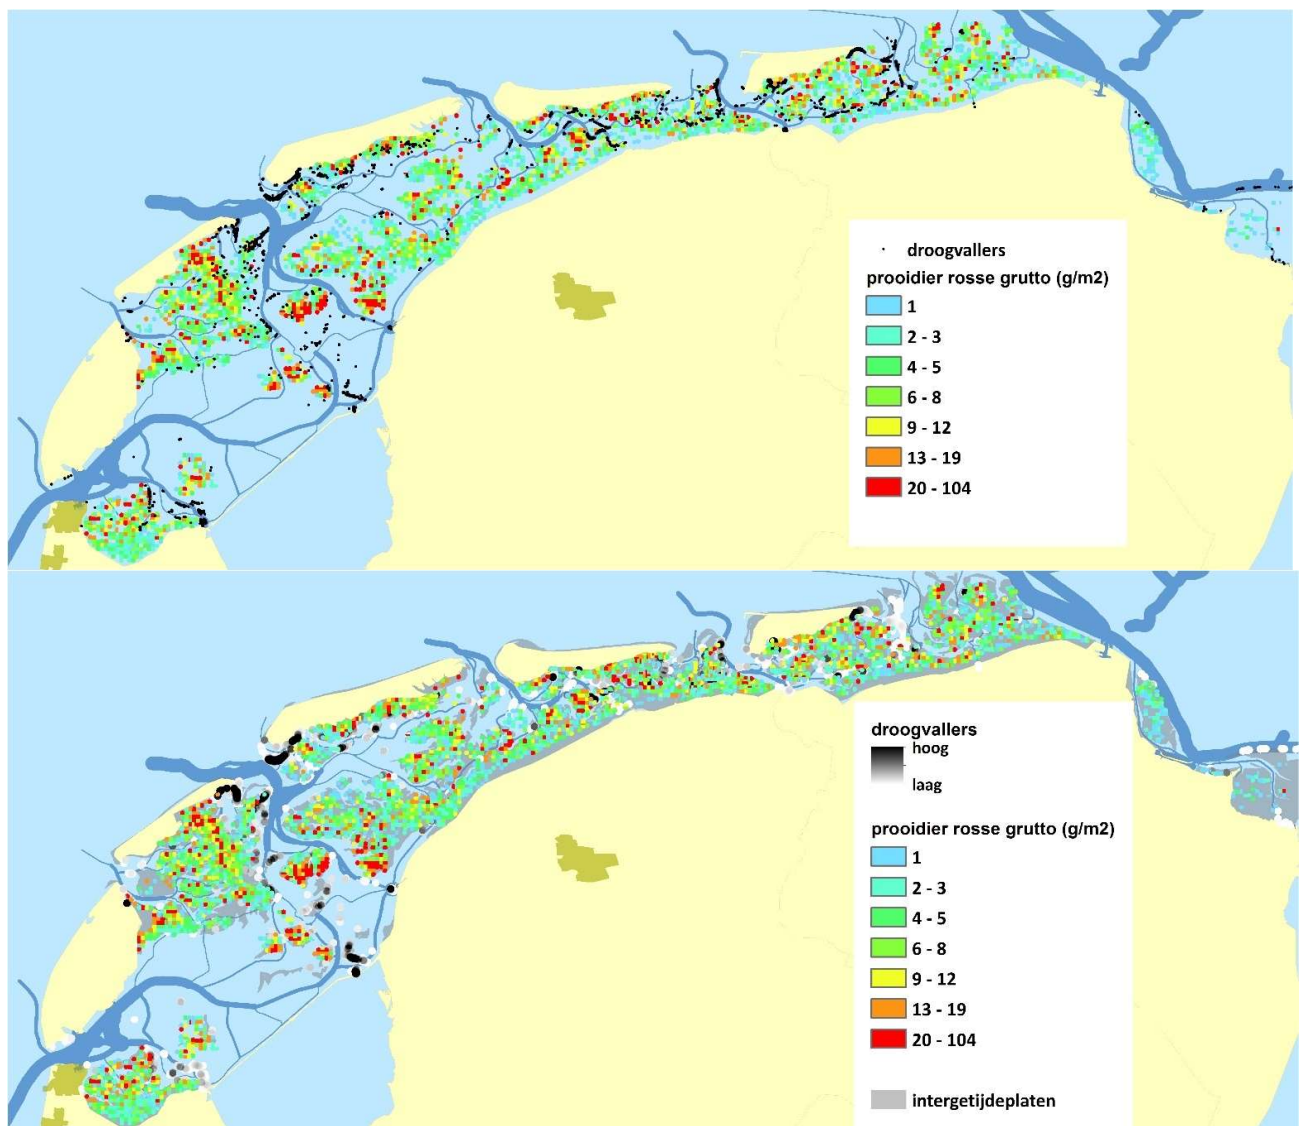 droogvallers
prooidier rosse grutto (g/m2)
1
2 - 3
4 - 5
6 - 8
9 - 12
13 - 19
20 - 104
droogvallers
hoog
laag
prooidier rosse grutto (g/m2)
1
2 - 3
4 - 5
6 - 8
9 - 12
13 - 19
20 - 104
intergetijdeplaten